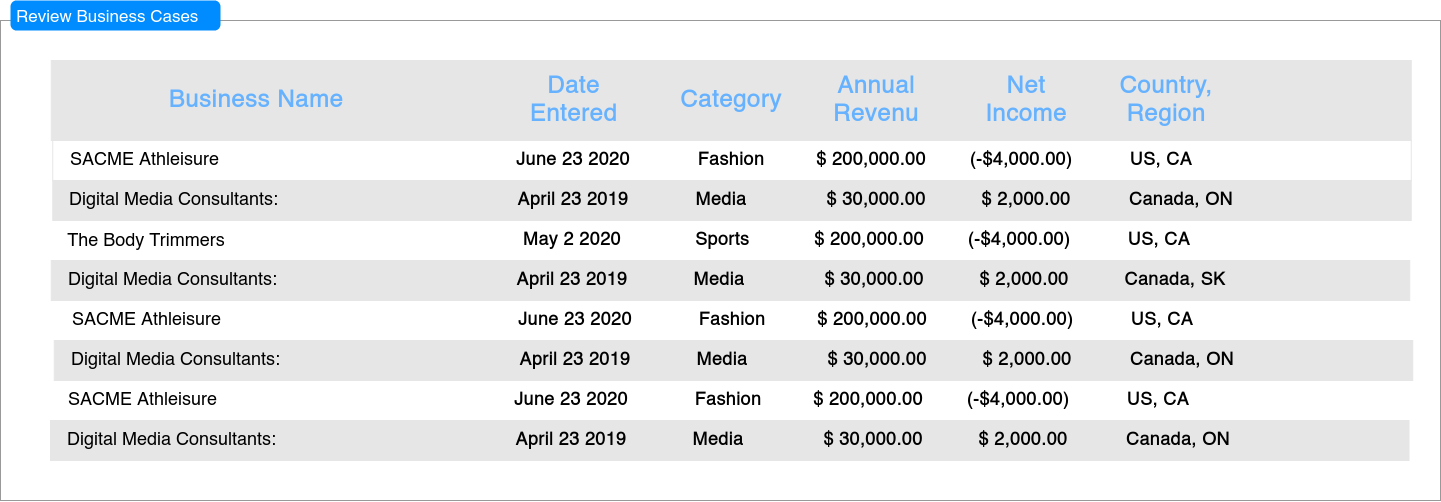 Review Business Cases
Business Name Date Entered Category Annual Revenu Net Income Country, Region
SACME Athleisure June 23 2020 Fashion $ 200,000.00 (-$4,000.00) US, CA
Digital Media Consultants: April 23 2019 Media $ 30,000.00 $ 2,000.00 Canada, ON
The Body Trimmers May 2 2020 Sports $ 200,000.00 (-$4,000.00) US, CA
Digital Media Consultants: April 23 2019 Media $ 30,000.00 $ 2,000.00 Canada, SK
SACME Athleisure June 23 2020 Fashion $ 200,000.00 (-$4,000.00) US, CA
Digital Media Consultants: April 23 2019 Media $ 30,000.00 $ 2,000.00 Canada, ON
SACME Athleisure June 23 2020 Fashion $ 200,000.00 (-$4,000.00) US, CA
Digital Media Consultants: April 23 2019 Media $ 30,000.00 $ 2,000.00 Canada, ON